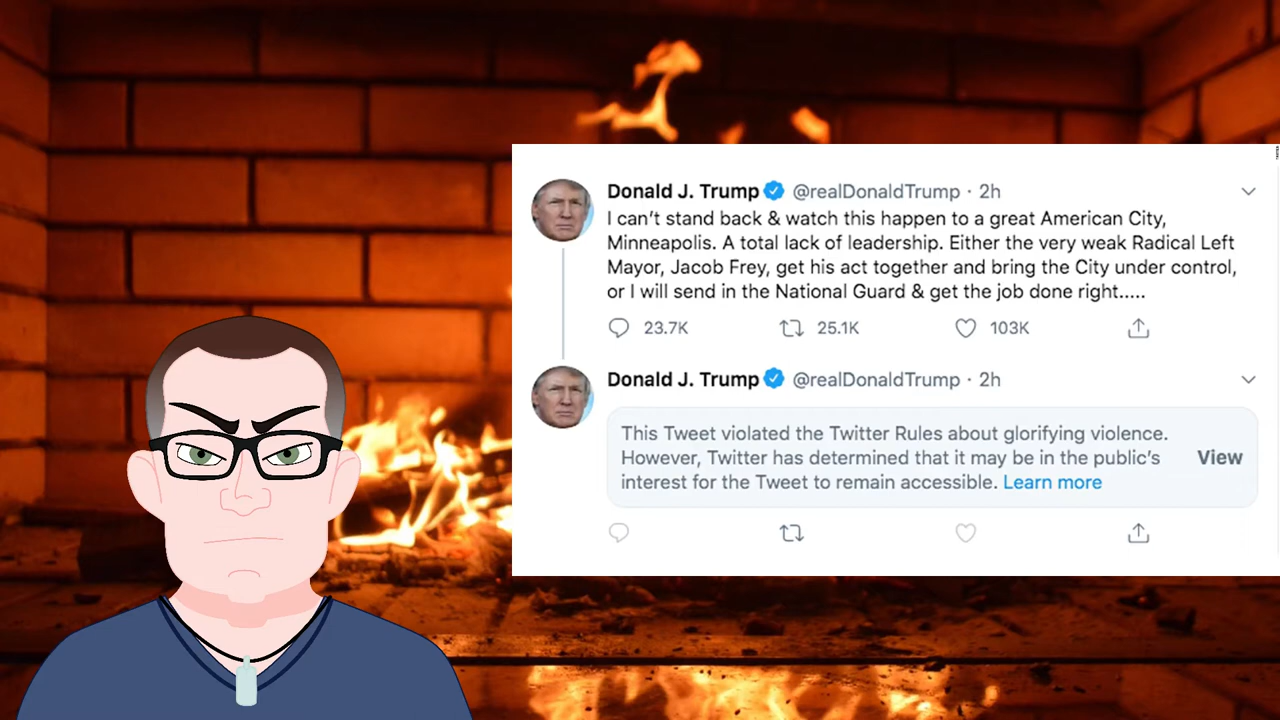 Donald J. Trump @realDonaldTrump · 2h
I can't stand back & watch this happen to a great American City,
Minneapolis. A total lack of leadership. Either the very weak Radical Left
Mayor, Jacob Frey, get his act together and bring the City under control,
or I will send in the National Guard & get the job done right.....
23.7K 25.1K 103K
Donald J. Trump @realDonaldTrump · 2h
This Tweet violated the Twitter Rules about glorifying violence.
However, Twitter has determined that it may be in the public's
interest for the Tweet to remain accessible. Learn more
View